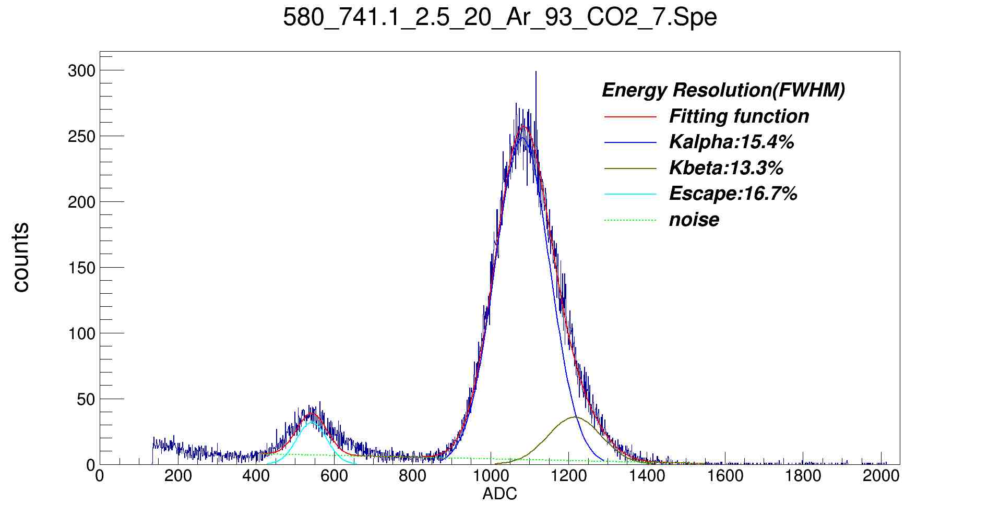 580_741.1_2.5_20_Ar_93_CO2_7.Spe
Energy Resolution(FWHM)
Fitting function
Kalpha:15.4%
Kbeta:13.3%
Escape:16.7%
noise
counts
300
250
200
150
100
50
0
0 200 400 600 800 1000 1200 1400 1600 1800 2000
ADC